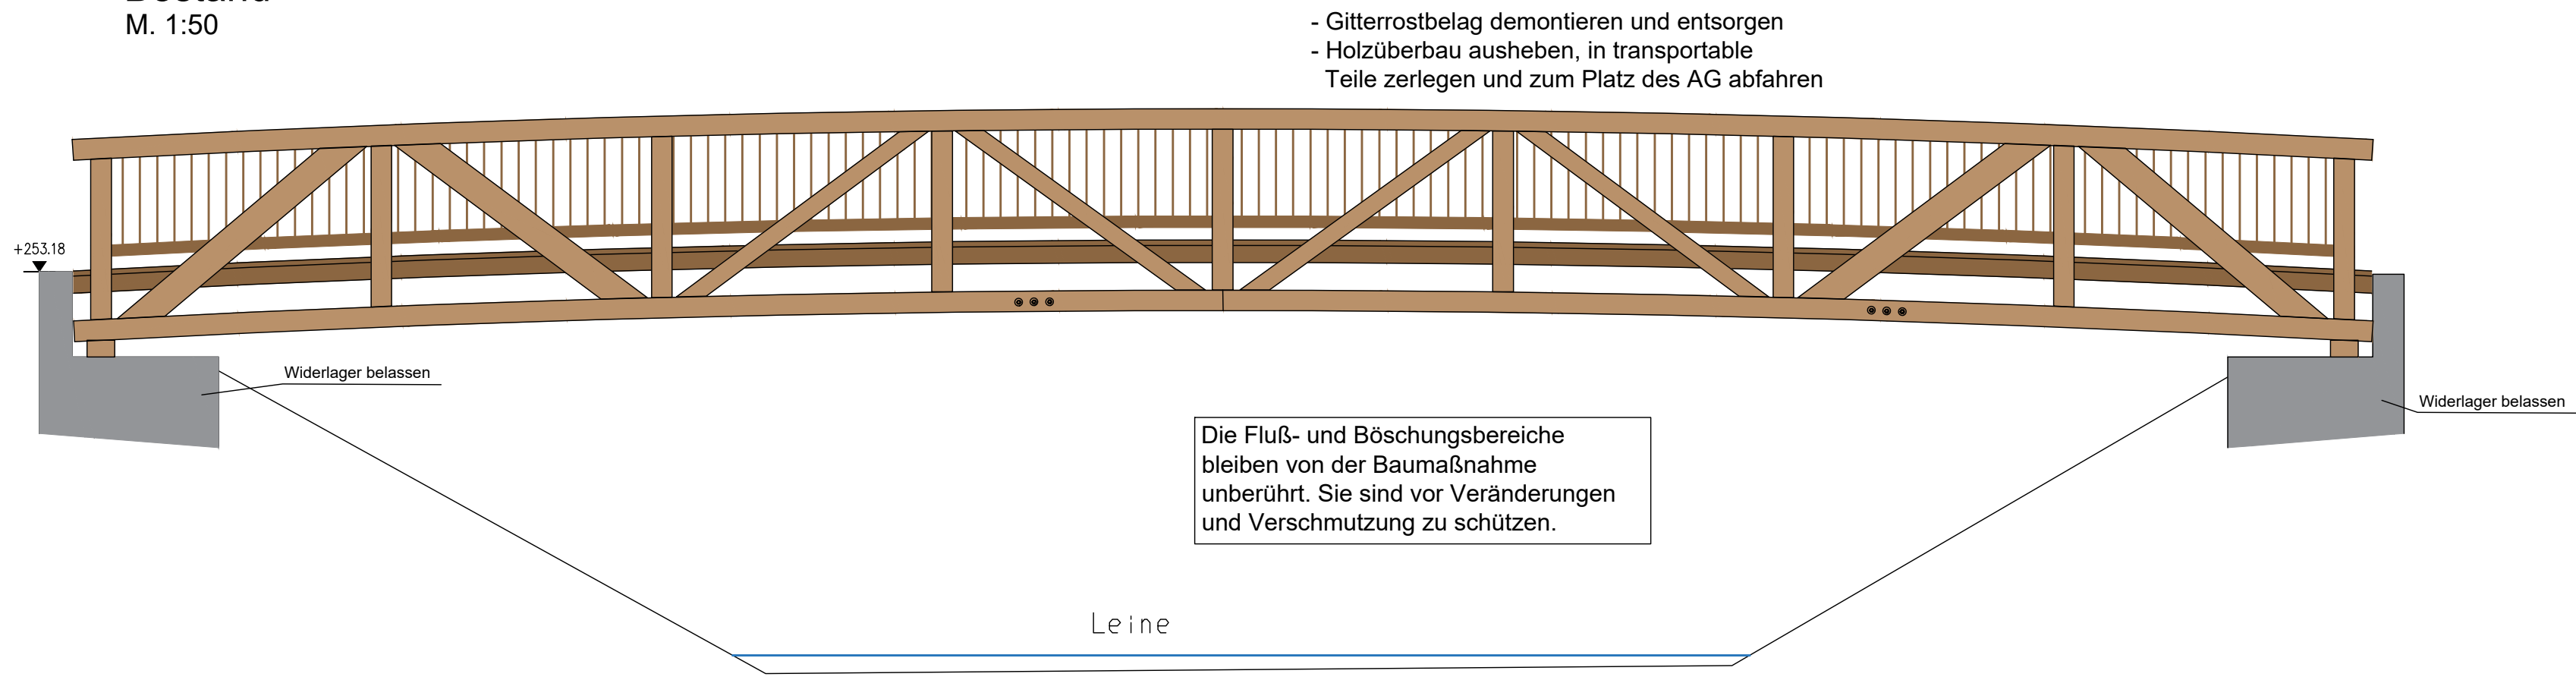 M. 1:50
- Gitterrostbelag demontieren und entsorgen
- Holzüberbau ausheben, in transportable
Teile zerlegen und zum Platz des AG abfahren
+253.18
Widerlager belassen
Widerlager belassen
Die Fluß- und Böschungsbereiche
bleiben von der Baumaßnahme
unberührt. Sie sind vor Veränderungen
und Verschmutzung zu schützen.
Leine